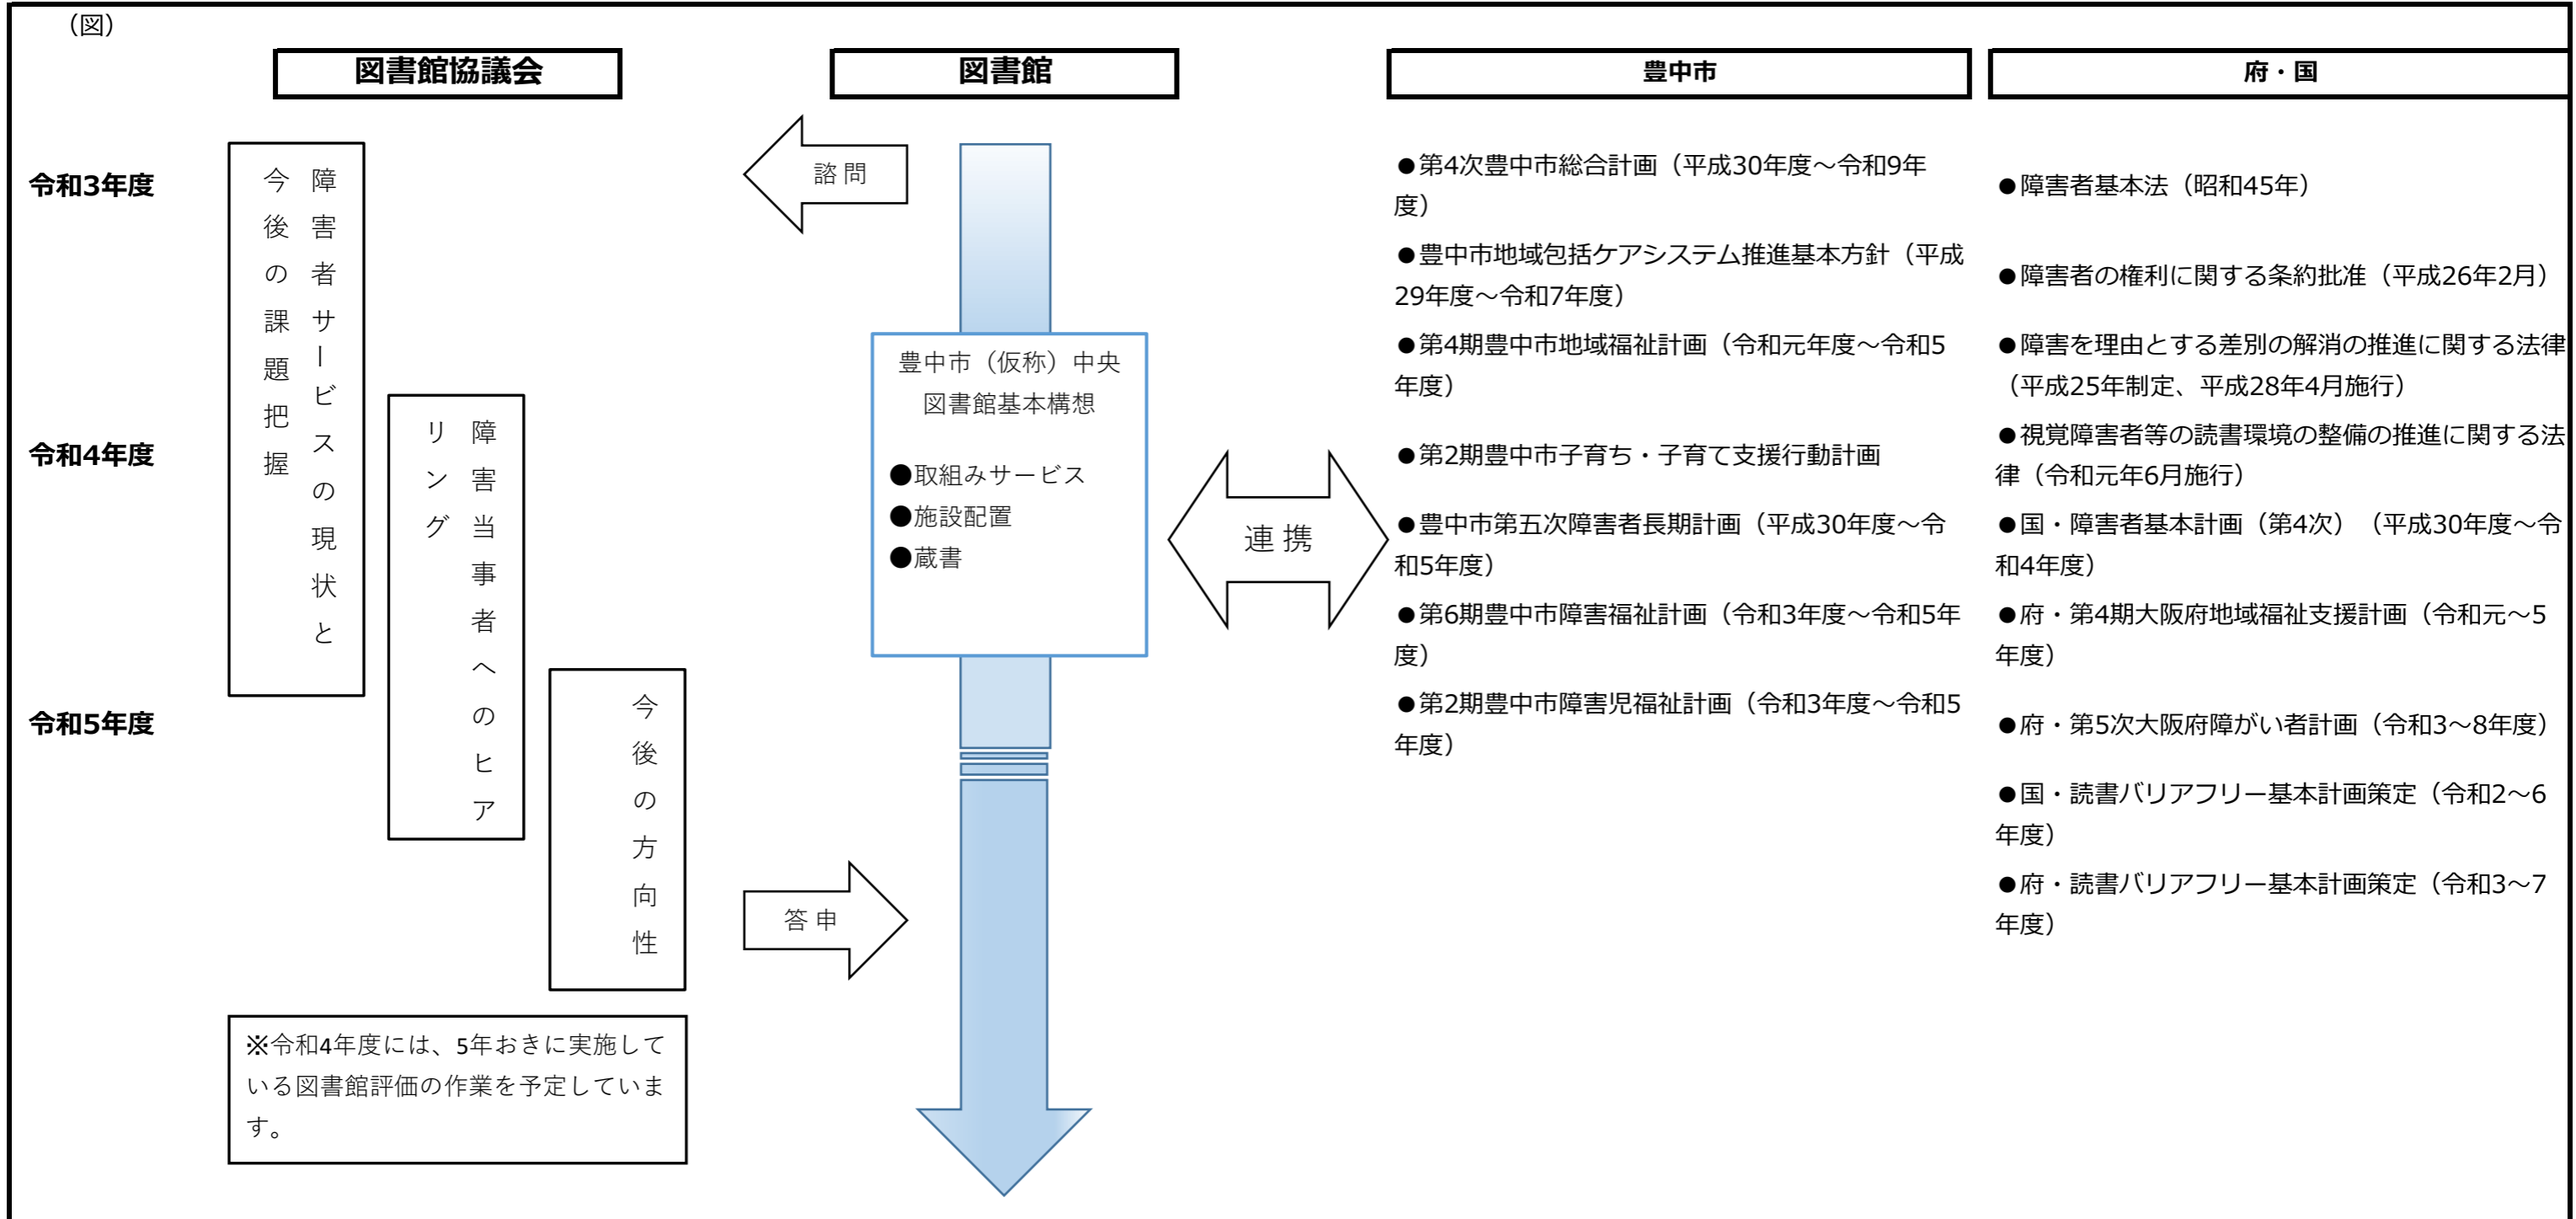 （図）
図書館協議会
図書館
豊中市
府・国
令和3年度
令和4年度
令和5年度
障害者サービスの現状と
今後の課題把握
障害当事者へのヒア
リング
今後の方向性
※令和4年度には、5年おきに実施して
いる図書館評価の作業を予定していま
す。
諮問
答申
豊中市（仮称）中央
図書館基本構想
●取組みサービス
●施設配置
●蔵書
連携
●第4次豊中市総合計画（平成30年度～令和9年
度）
●豊中市地域包括ケアシステム推進基本方針（平成
29年度～令和7年度）
●第4期豊中市地域福祉計画（令和元年度～令和5
年度）
●第2期豊中市子育ち・子育て支援行動計画
●豊中市第五次障害者長期計画（平成30年度～令
和5年度）
●第6期豊中市障害福祉計画（令和3年度～令和5年
度）
●第2期豊中市障害児福祉計画（令和3年度～令和5
年度）
●障害者基本法（昭和45年）
●障害者の権利に関する条約批准（平成26年2月）
●障害を理由とする差別の解消の推進に関する法律
（平成25年制定、平成28年4月施行）
●視覚障害者等の読書環境の整備の推進に関する法
律（令和元年6月施行）
●国・障害者基本計画（第4次）（平成30年度～令
和4年度）
●府・第4期大阪府地域福祉支援計画（令和元～5
年度）
●府・第5次大阪府障がい者計画（令和3～8年度）
●国・読書バリアフリー基本計画策定（令和2～6
年度）
●府・読書バリアフリー基本計画策定（令和3～7
年度）